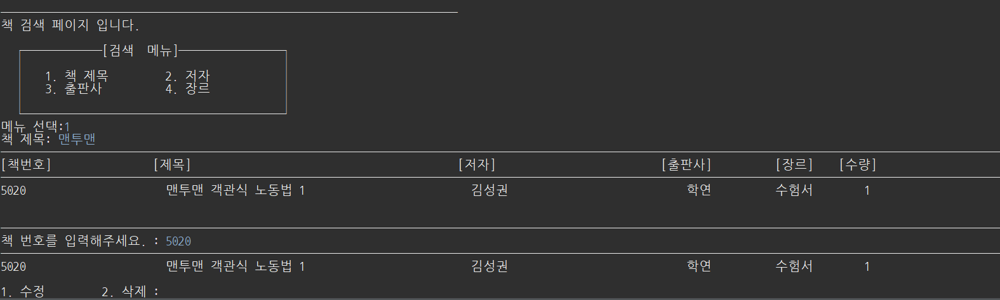 책 검색 페이지 입니다.
[검색 메뉴]
1. 책 제목 2. 저자
3. 출판사 4. 장르
메뉴 선택:1
책 제목: 맨투맨
[책번호] [제목] [저자] [출판사] [장르] [수량]
5020 맨투맨 객관식 노동법 1 김성권 학연 수험서 1
책 번호를 입력해주세요. : 5020
5020 맨투맨 객관식 노동법 1 김성권 학연 수험서 1
1. 수정 2. 삭제 :